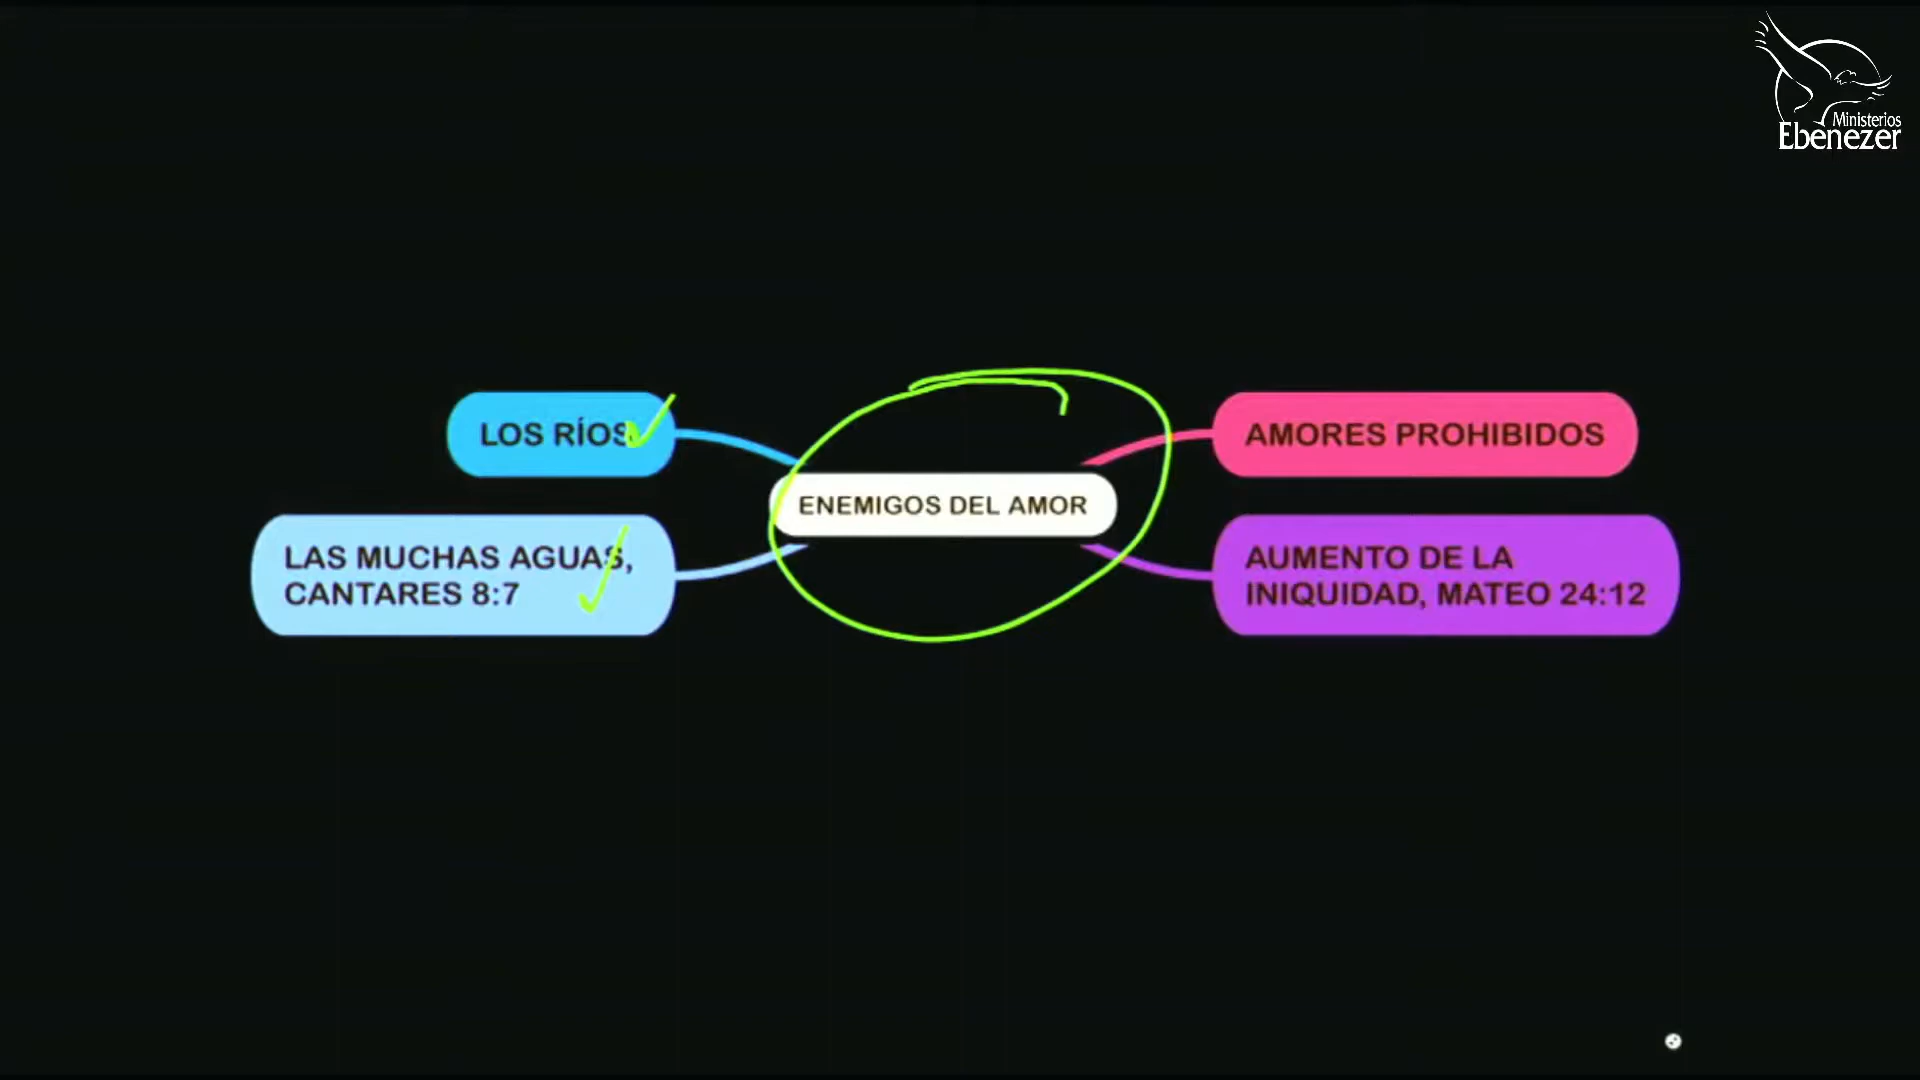 Ministerios
Ebenezer
LOS RÍOS
AMORES PROHIBIDOS
ENEMIGOS DEL AMOR
LAS MUCHAS AGUAS,
CANTARES 8:7
AUMENTO DE LA
INIQUIDAD, MATEO 24:12